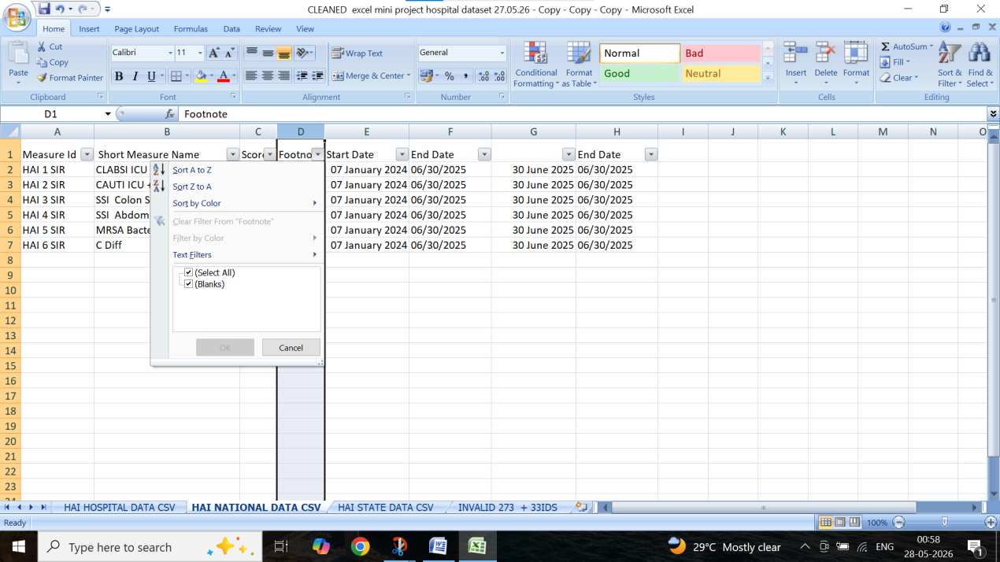 CLEANED excel mini project hospital dataset 27.05.26 - Copy - Copy - Copy - Microsoft Excel
Home Insert Page Layout Formulas Data Review View
Paste Cut Copy Format Painter
Calibri 11 B I U
Wrap Text Merge & Center
General % ,
Conditional Formatting Format as Table
Normal Bad Good Neutral
Insert Delete Format
Σ AutoSum Fill Clear
Sort & Filter Find & Select
Clipboard Font Alignment Number Styles Cells Editing
D1 fx Footnote
A B C D E F G H I J K L M N O
1 Measure Id Short Measure Name Score Footno Start Date End Date End Date
2 HAI 1 SIR CLABSI ICU 07 January 2024 06/30/2025 30 June 2025 06/30/2025
3 HAI 2 SIR CAUTI ICU + 07 January 2024 06/30/2025 30 June 2025 06/30/2025
4 HAI 3 SIR SSI Colon S 07 January 2024 06/30/2025 30 June 2025 06/30/2025
5 HAI 4 SIR SSI Abdom 07 January 2024 06/30/2025 30 June 2025 06/30/2025
6 HAI 5 SIR MRSA Bacte 07 January 2024 06/30/2025 30 June 2025 06/30/2025
7 HAI 6 SIR C Diff 07 January 2024 06/30/2025 30 June 2025 06/30/2025
8
9
10
11
12
13
14
15
16
17
18
19
20
21
22
23
24
Sort A to Z
Sort Z to A
Sort by Color
Clear Filter From "Footnote"
Filter by Color
Text Filters
(Select All)
(Blanks)
OK Cancel
HAI HOSPITAL DATA CSV HAI NATIONAL DATA CSV HAI STATE DATA CSV INVALID 273 + 33IDS
Ready 100%
Type here to search 29°C Mostly clear ENG 00:58
28-05-2026 1